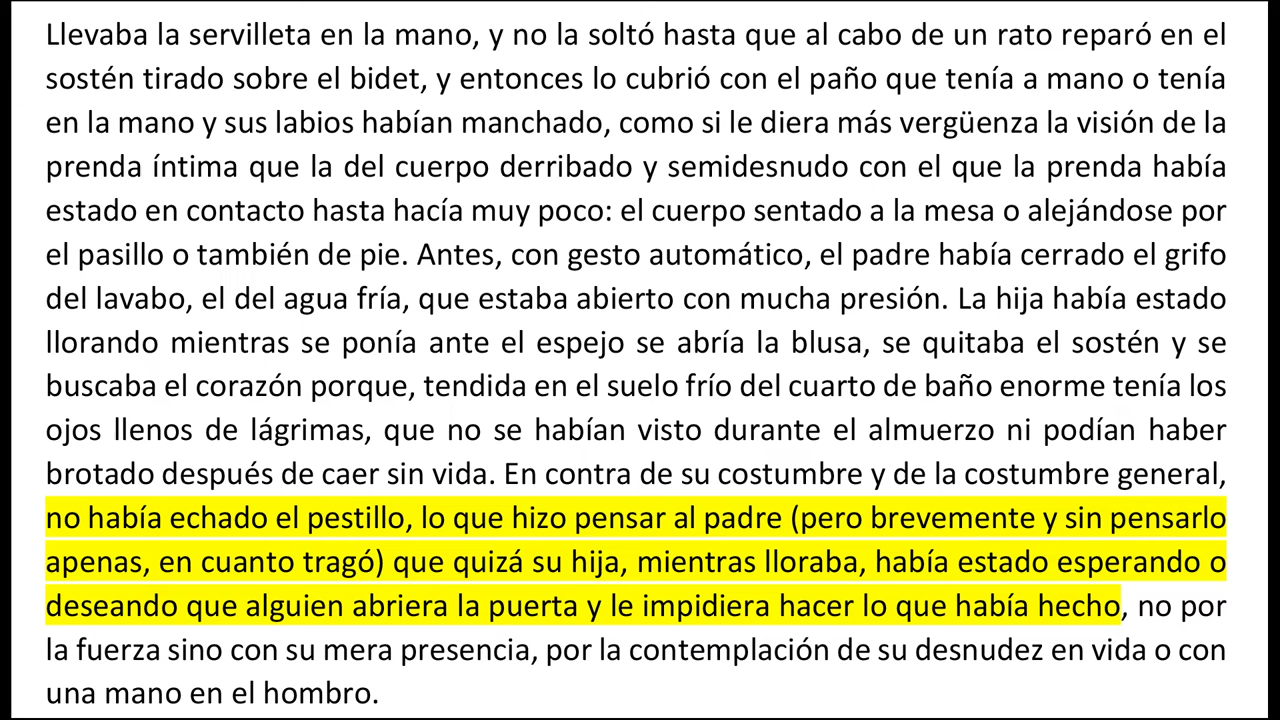 Llevaba la servilleta en la mano, y no la soltó hasta que al cabo de un rato reparó en el
sostén tirado sobre el bidet, y entonces lo cubrió con el paño que tenía a mano o tenía
en la mano y sus labios habían manchado, como si le diera más vergüenza la visión de la
prenda íntima que la del cuerpo derribado y semidesnudo con el que la prenda había
estado en contacto hasta hacía muy poco: el cuerpo sentado a la mesa o alejándose por
el pasillo o también de pie. Antes, con gesto automático, el padre había cerrado el grifo
del lavabo, el del agua fría, que estaba abierto con mucha presión. La hija había estado
llorando mientras se ponía ante el espejo se abría la blusa, se quitaba el sostén y se
buscaba el corazón porque, tendida en el suelo frío del cuarto de baño enorme tenía los
ojos llenos de lágrimas, que no se habían visto durante el almuerzo ni podían haber
brotado después de caer sin vida. En contra de su costumbre y de la costumbre general,
no había echado el pestillo, lo que hizo pensar al padre (pero brevemente y sin pensarlo
apenas, en cuanto tragó) que quizá su hija, mientras lloraba, había estado esperando o
deseando que alguien abriera la puerta y le impidiera hacer lo que había hecho, no por
la fuerza sino con su mera presencia, por la contemplación de su desnudez en vida o con
una mano en el hombro.